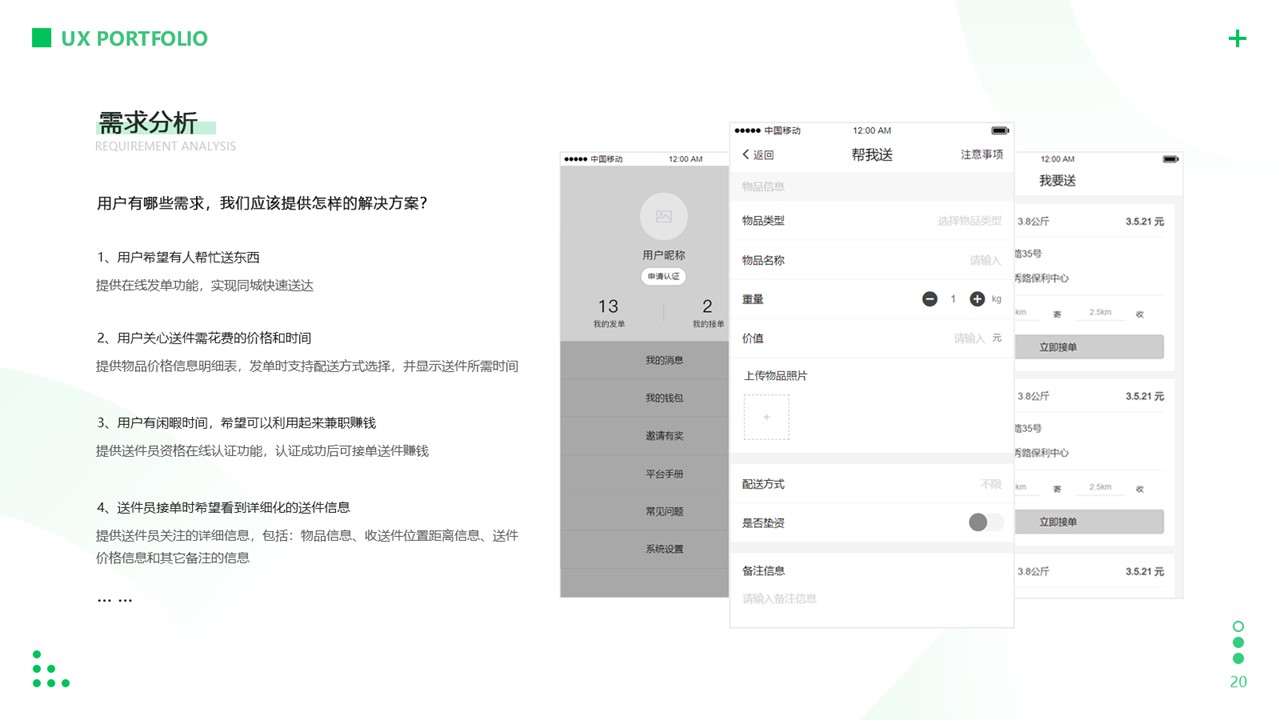 UX PORTFOLIO
需求分析
REQUIREMENT ANALYSIS
用户有哪些需求，我们应该提供怎样的解决方案？
1、用户希望有人帮忙送东西
提供在线发单功能，实现同城快速送达
2、用户关心送件需花费的价格和时间
提供物品价格信息明细表，发单时支持配送方式选择，并显示送件所需时间
3、用户有闲暇时间，希望可以利用起来兼职赚钱
提供送件员资格在线认证功能，认证成功后可接单送件赚钱
4、送件员接单时希望看到详细化的送件信息
提供送件员关注的详细信息，包括：物品信息、收送件位置距离信息、送件
价格信息和其它备注的信息
... ...
中国移动 12:00 AM
用户昵称
申请认证
13 2
我的发单 我的接单
我的消息
我的钱包
邀请有奖
平台手册
常见问题
系统设置
中国移动 12:00 AM
返回 帮我送 注意事项
物品信息
物品类型 选择物品类型
物品名称 请输入
重量 1 kg
价值 请输入 元
上传物品照片
+
配送方式 不限
是否垫资
备注信息
请输入备注信息
12:00 AM
我要送
3.8公斤 3.5.21 元
路35号
秀路保利中心
km 寄 2.5km 收
立即接单
3.8公斤 3.5.21 元
路35号
秀路保利中心
km 寄 2.5km 收
立即接单
3.8公斤 3.5.21 元
20